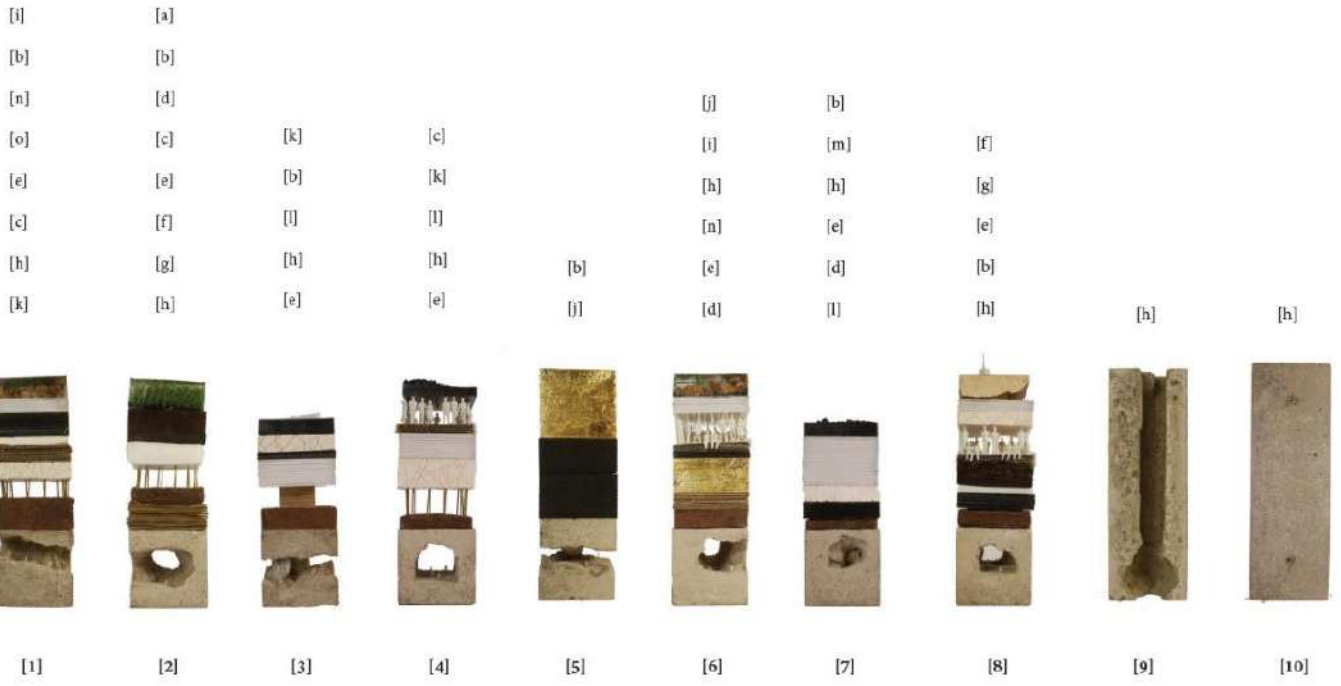 [i] [a]
[b] [b]
[n] [d] [j] [b]
[o] [c] [k] [c] [i] [m] [f]
[e] [e] [b] [k] [h] [h] [g]
[c] [f] [l] [l] [n] [e] [e]
[h] [g] [h] [h] [b] [e] [d] [b]
[k] [h] [e] [e] [j] [d] [l] [h] [h] [h]
[1] [2] [3] [4] [5] [6] [7] [8] [9] [10]